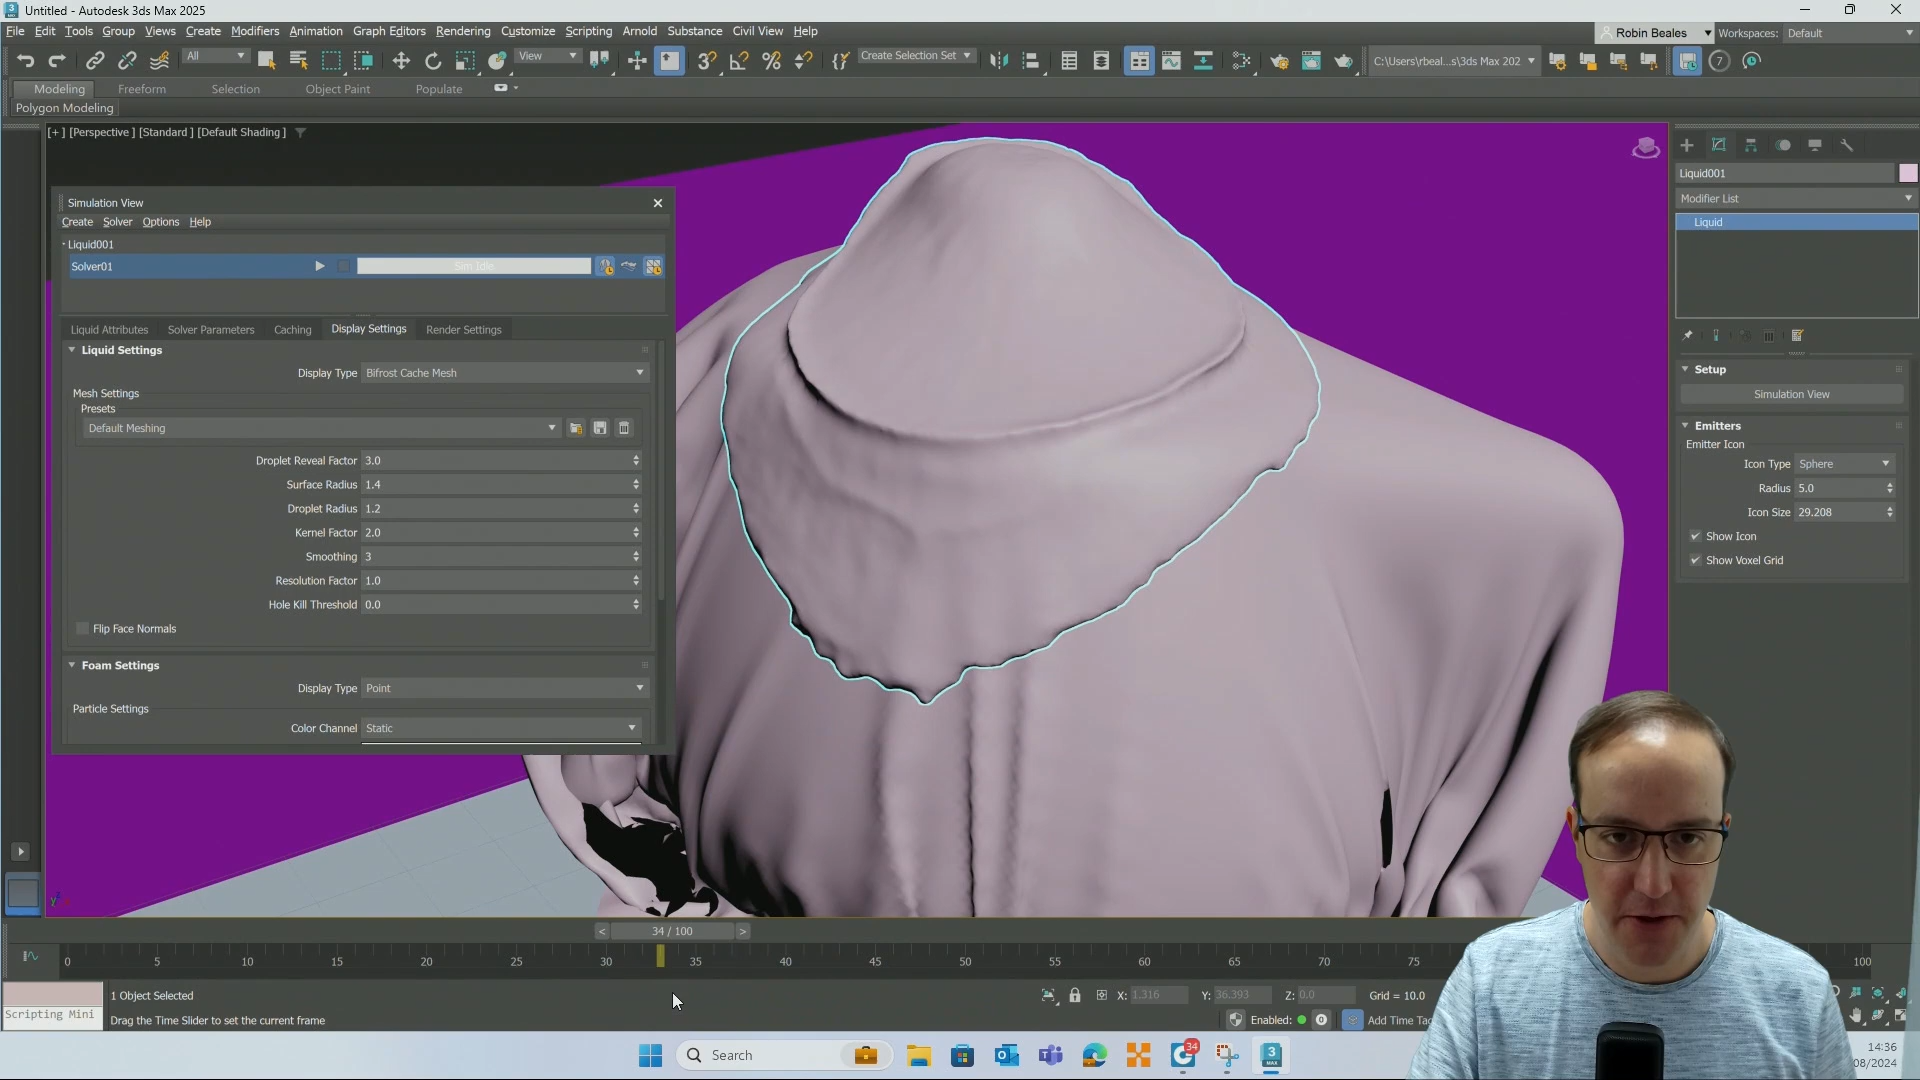 Untitled - Autodesk 3ds Max 2025
File Edit Tools Group Views Create Modifiers Animation Graph Editors Rendering Customize Scripting Arnold Substance Civil View Help
Robin Beales
Workspaces: Default
All
View
Create Selection Set
C:\Users\rbeal...s\3ds Max 202
7
Modeling Freeform Selection Object Paint Populate
Polygon Modeling
[+] [Perspective] [Standard] [Default Shading]
Simulation View
Create Solver Options Help
Liquid001
Solver01
Sim Idle
Liquid Attributes Solver Parameters Caching Display Settings Render Settings
Liquid Settings
Display Type Bifrost Cache Mesh
Mesh Settings
Presets
Default Meshing
Droplet Reveal Factor 3.0
Surface Radius 1.4
Droplet Radius 1.2
Kernel Factor 2.0
Smoothing 3
Resolution Factor 1.0
Hole Kill Threshold 0.0
Flip Face Normals
Foam Settings
Display Type Point
Particle Settings
Color Channel Static
Liquid001
Modifier List
Liquid
Setup
Simulation View
Emitters
Emitter Icon
Icon Type Sphere
Radius 5.0
Icon Size 29.208
Show Icon
Show Voxel Grid
< 34 / 100 >
0 5 10 15 20 25 30 35 40 45 50 55 60 65 70 75 100
1 Object Selected
X: 1.316 Y: 36.393 Z: 0.0 Grid = 10.0
Scripting Mini
Drag the Time Slider to set the current frame
Enabled:
Add Time Tag
Search
34
3
MAX
14:36
08/2024